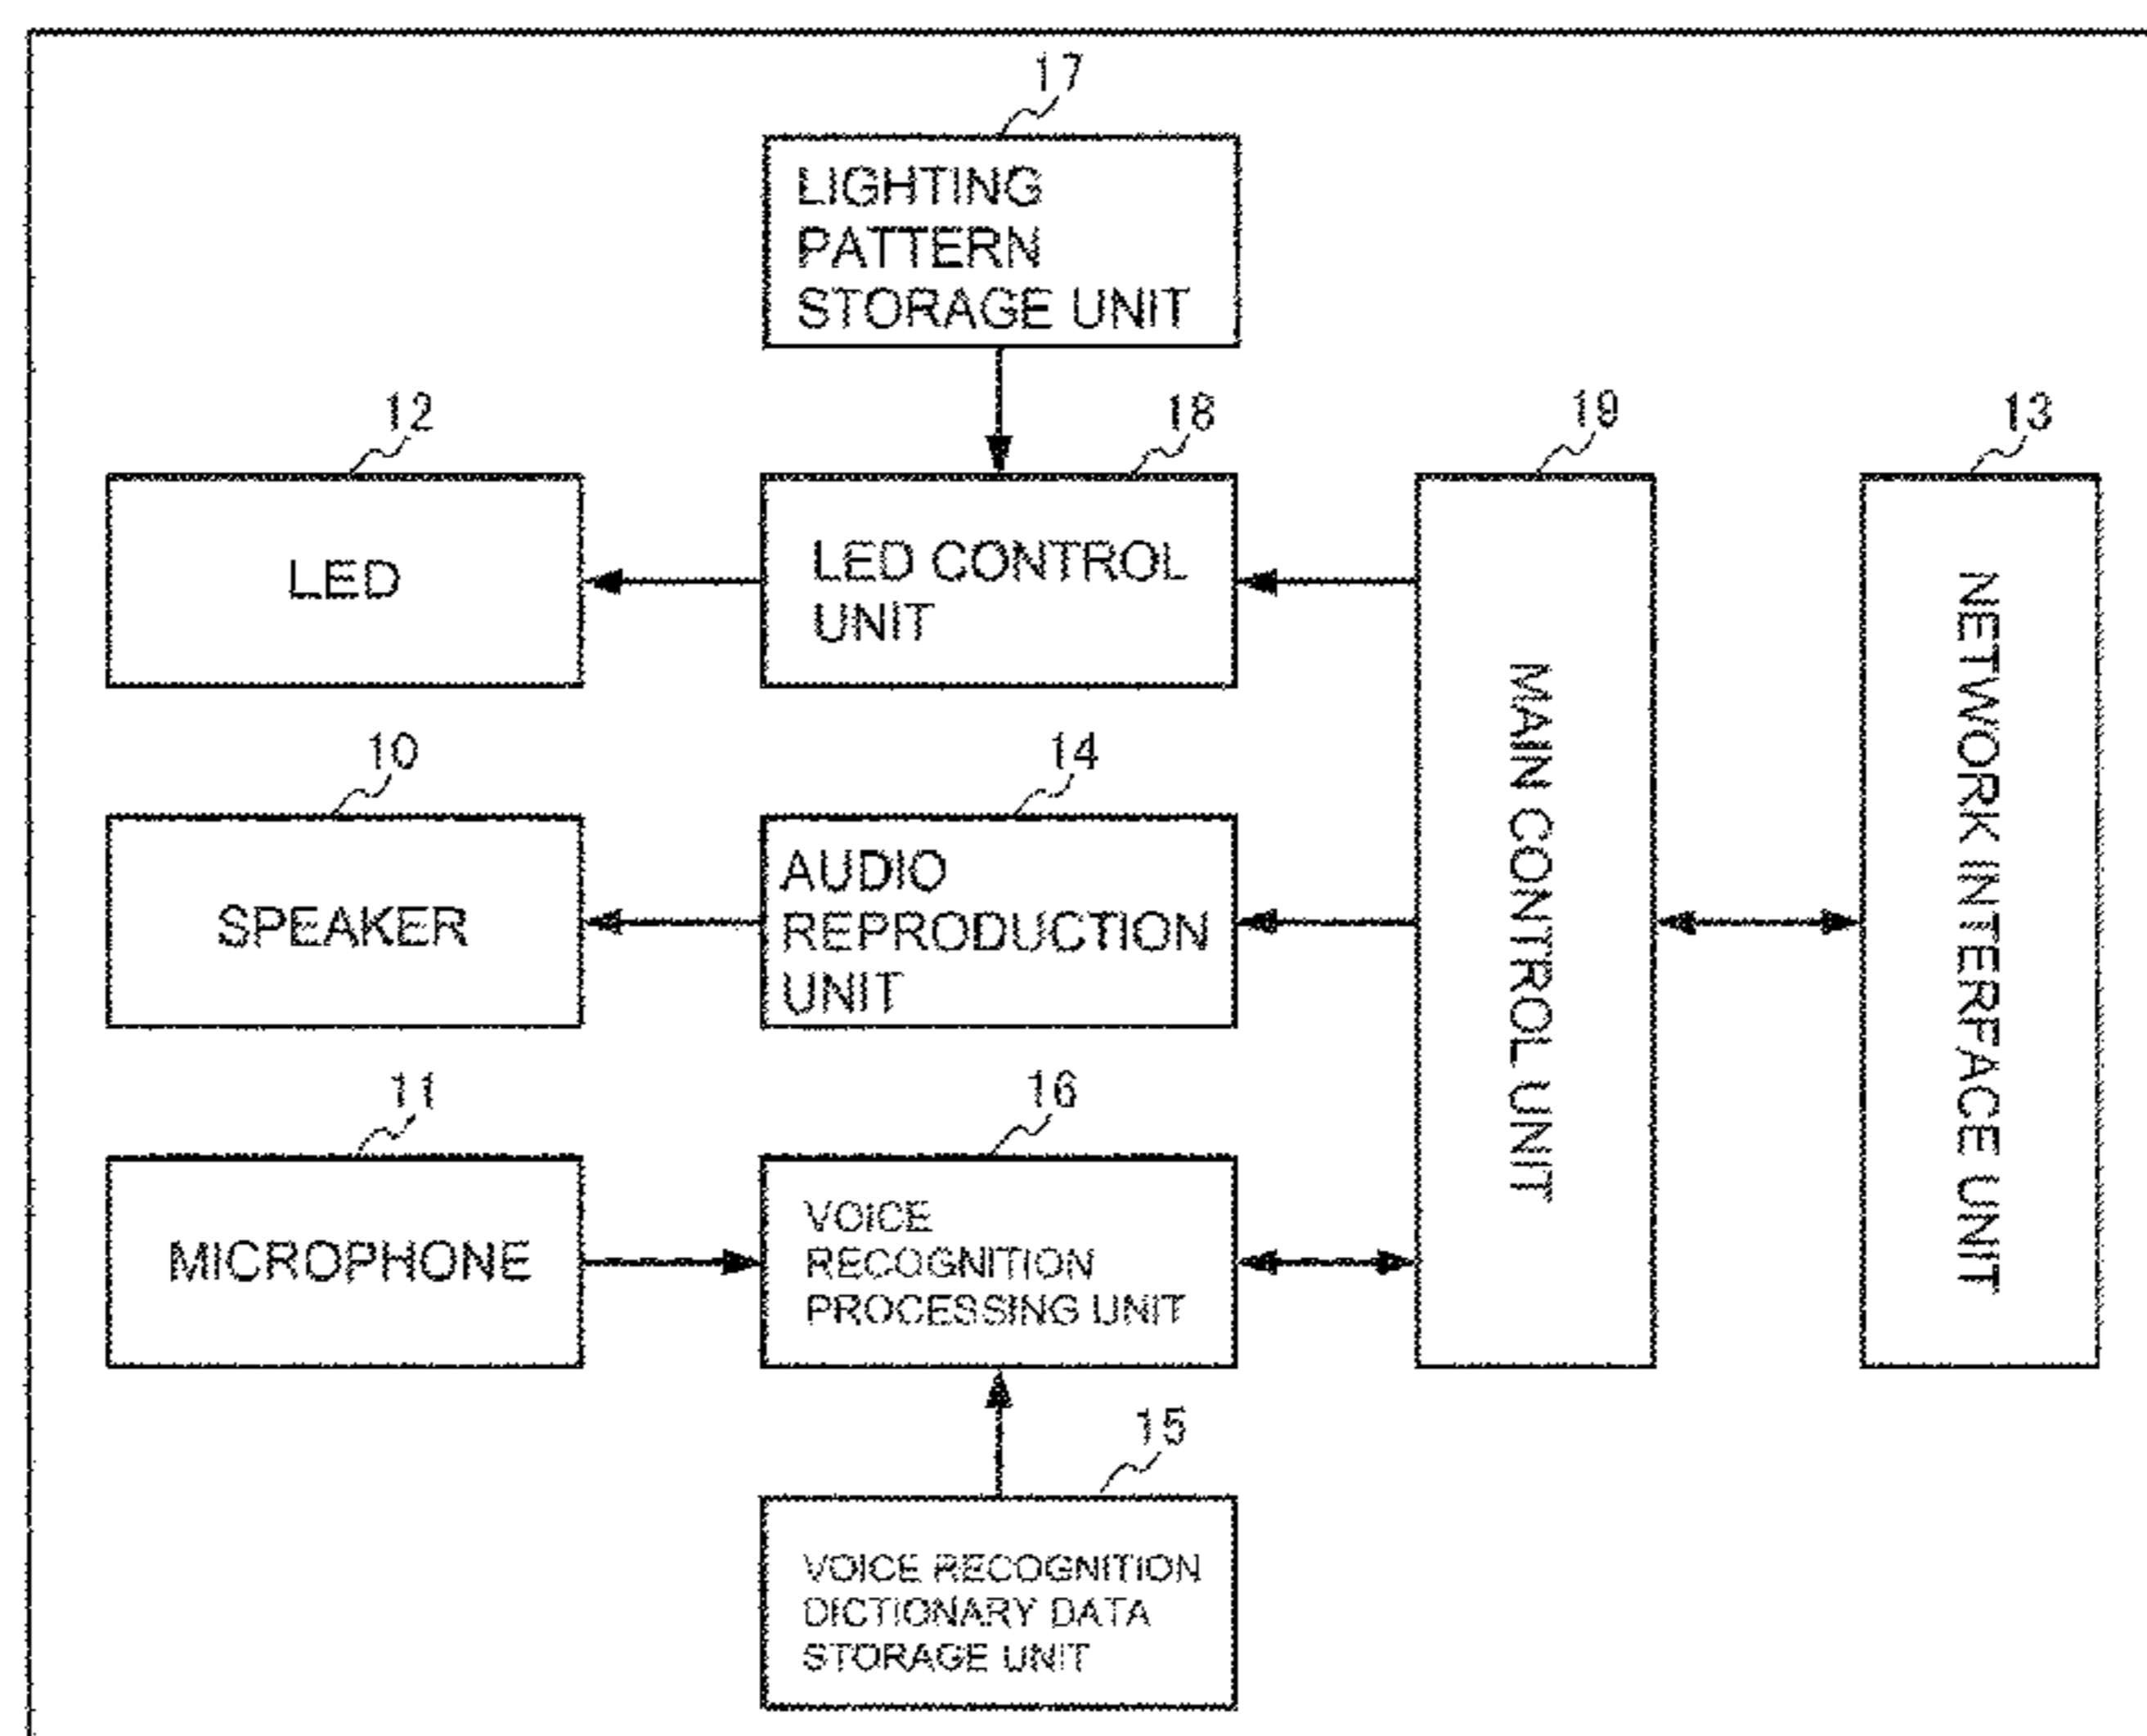 17
LIGHTING
PATTERN
STORAGE UNIT
12
18
19
13
LED
LED CONTROL
UNIT
MAIN CONTROL UNIT
NETWORK INTERFACE UNIT
10
14
SPEAKER
AUDIO
REPRODUCTION
UNIT
11
16
MICROPHONE
VOICE
RECOGNITION
PROCESSING UNIT
15
VOICE RECOGNITION
DICTIONARY DATA
STORAGE UNIT